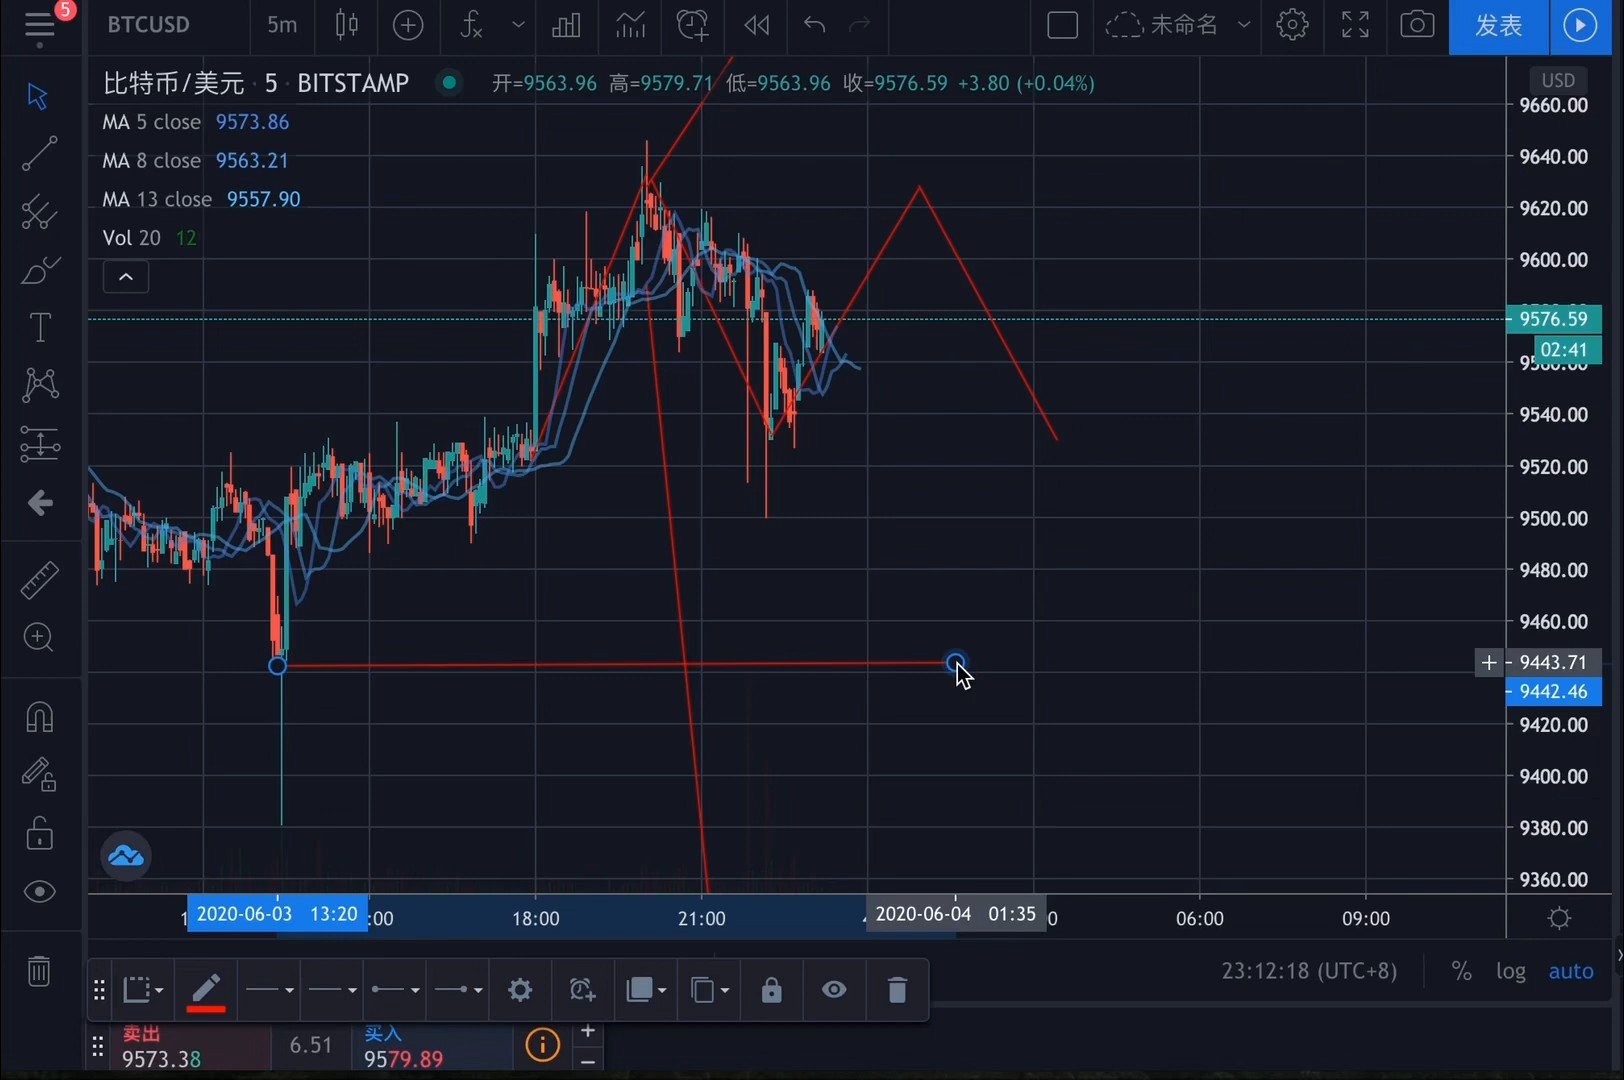 5
BTCUSD
5m
未命名
发表
比特币/美元 · 5 · BITSTAMP
开=9563.96 高=9579.71 低=9563.96 收=9576.59 +3.80 (+0.04%)
USD
MA 5 close 9573.86
MA 8 close 9563.21
MA 13 close 9557.90
Vol 20 12
9660.00
9640.00
9620.00
9600.00
9576.59
02:41
9560.00
9540.00
9520.00
9500.00
9480.00
9460.00
9443.71
9442.46
9420.00
9400.00
9380.00
9360.00
2020-06-03 13:20
:00
18:00
21:00
2020-06-04 01:35
06:00
09:00
23:12:18 (UTC+8)
%
log
auto
卖出
9573.38
6.51
买入
9579.89